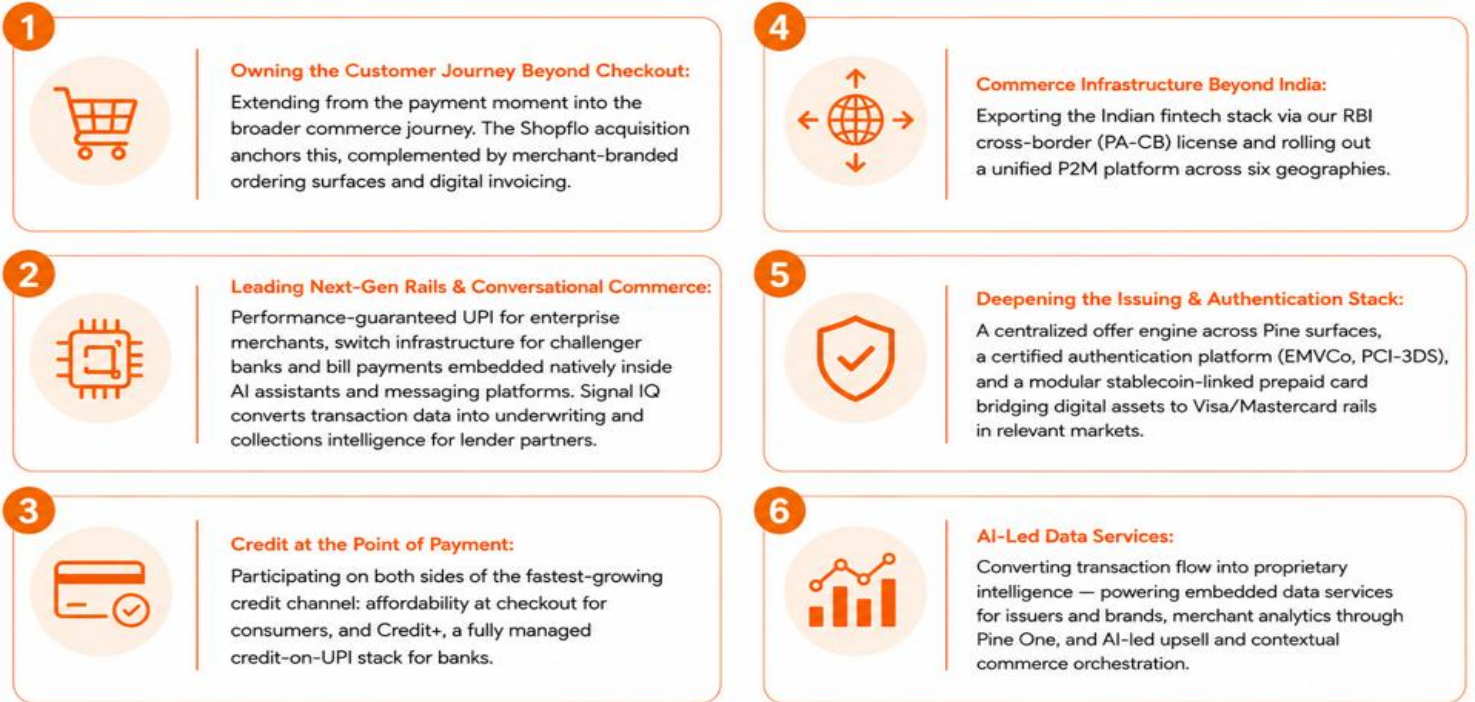 1
Owning the Customer Journey Beyond Checkout:
Extending from the payment moment into the
broader commerce journey. The Shopflo acquisition
anchors this, complemented by merchant-branded
ordering surfaces and digital invoicing.
2
Leading Next-Gen Rails & Conversational Commerce:
Performance-guaranteed UPI for enterprise
merchants, switch infrastructure for challenger
banks and bill payments embedded natively inside
AI assistants and messaging platforms. Signal IQ
converts transaction data into underwriting and
collections intelligence for lender partners.
3
Credit at the Point of Payment:
Participating on both sides of the fastest-growing
credit channel: affordability at checkout for
consumers, and Credit+, a fully managed
credit-on-UPI stack for banks.
4
Commerce Infrastructure Beyond India:
Exporting the Indian fintech stack via our RBI
cross-border (PA-CB) license and rolling out
a unified P2M platform across six geographies.
5
Deepening the Issuing & Authentication Stack:
A centralized offer engine across Pine surfaces,
a certified authentication platform (EMVCo, PCI-3DS),
and a modular stablecoin-linked prepaid card
bridging digital assets to Visa/Mastercard rails
in relevant markets.
6
AI-Led Data Services:
Converting transaction flow into proprietary
intelligence — powering embedded data services
for issuers and brands, merchant analytics through
Pine One, and AI-led upsell and contextual
commerce orchestration.